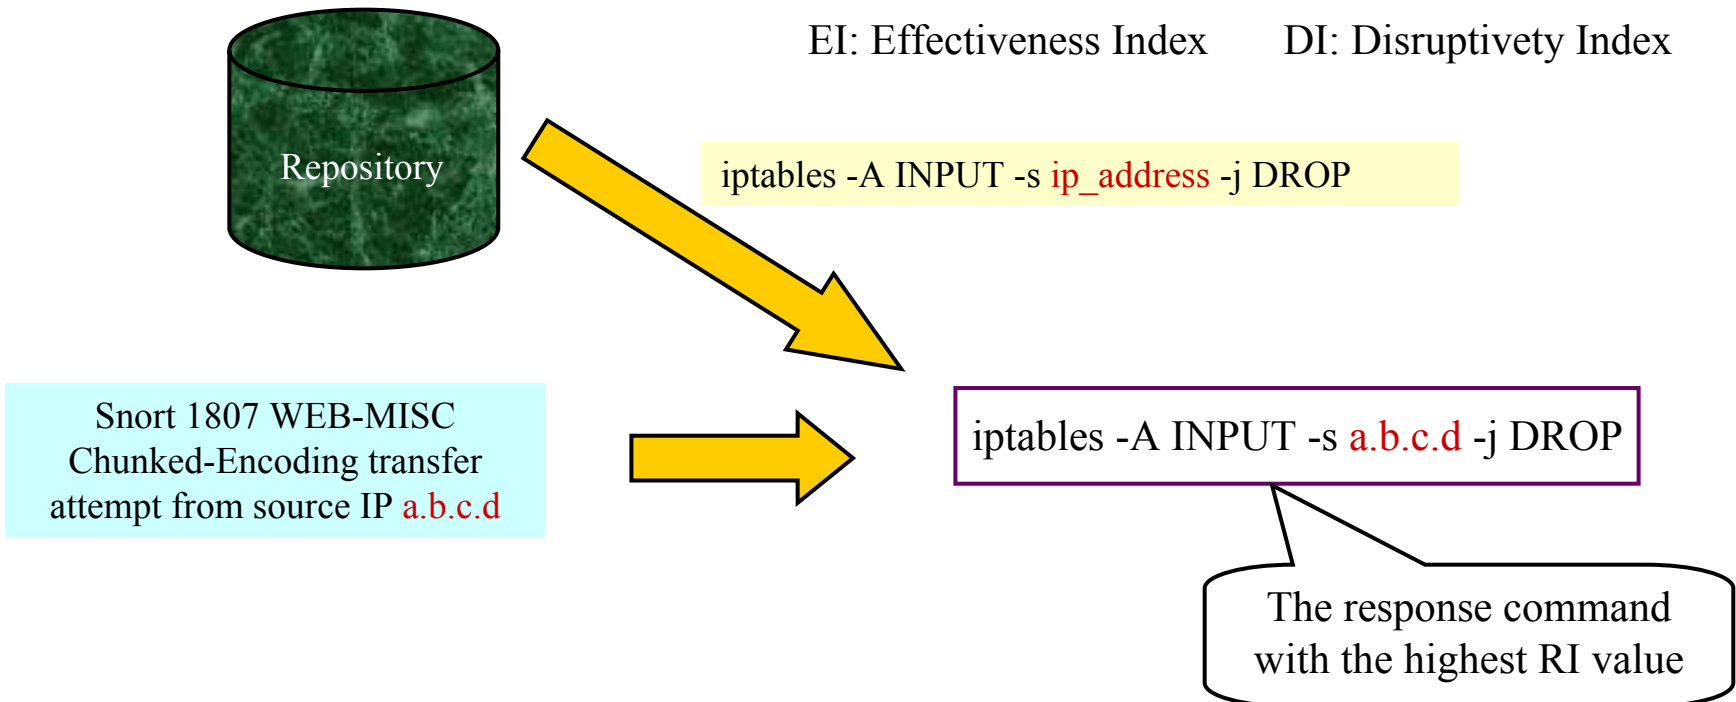 EI: Effectiveness Index DI: Disruptivety Index
Repository
iptables -A INPUT -s ip_address -j DROP
Snort 1807 WEB-MISC
Chunked-Encoding transfer
attempt from source IP a.b.c.d
iptables -A INPUT -s a.b.c.d -j DROP
The response command
with the highest RI value